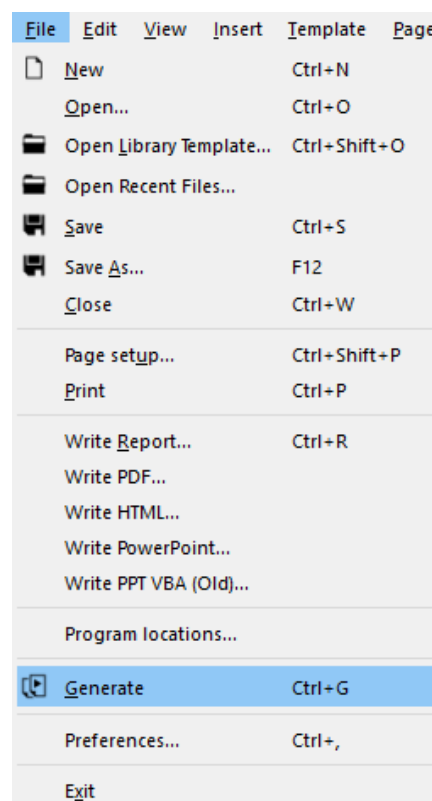 File Edit View Insert Template Page
New Ctrl+N
Open... Ctrl+O
Open Library Template... Ctrl+Shift+O
Open Recent Files...
Save Ctrl+S
Save As... F12
Close Ctrl+W
Page setup... Ctrl+Shift+P
Print Ctrl+P
Write Report... Ctrl+R
Write PDF...
Write HTML...
Write PowerPoint...
Write PPT VBA (Old)...
Program locations...
Generate Ctrl+G
Preferences... Ctrl+,
Exit